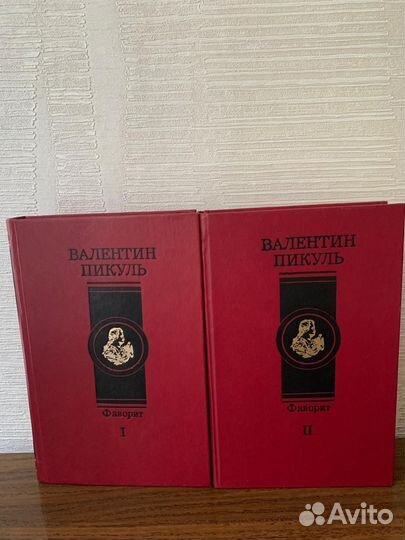 ВАЛЕНТИН
ПИКУЛЬ
Фаворит
I
ВАЛЕНТИН
ПИКУЛЬ
Фаворит
II
Avito